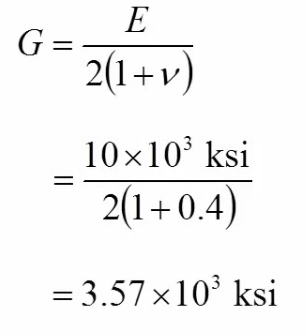 G = E / 2(1+ν)
= 10×10³ ksi / 2(1+0.4)
= 3.57×10³ ksi